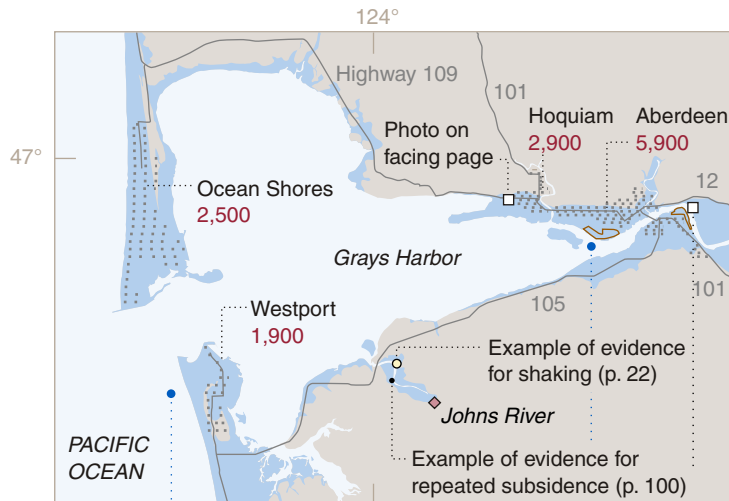 124°
Highway 109
101
Hoquiam
2,900
Aberdeen
5,900
Photo on
facing page
47°
12
Ocean Shores
2,500
Grays Harbor
101
105
Westport
1,900
Example of evidence
for shaking (p. 22)
Johns River
PACIFIC
OCEAN
Example of evidence for
repeated subsidence (p. 100)